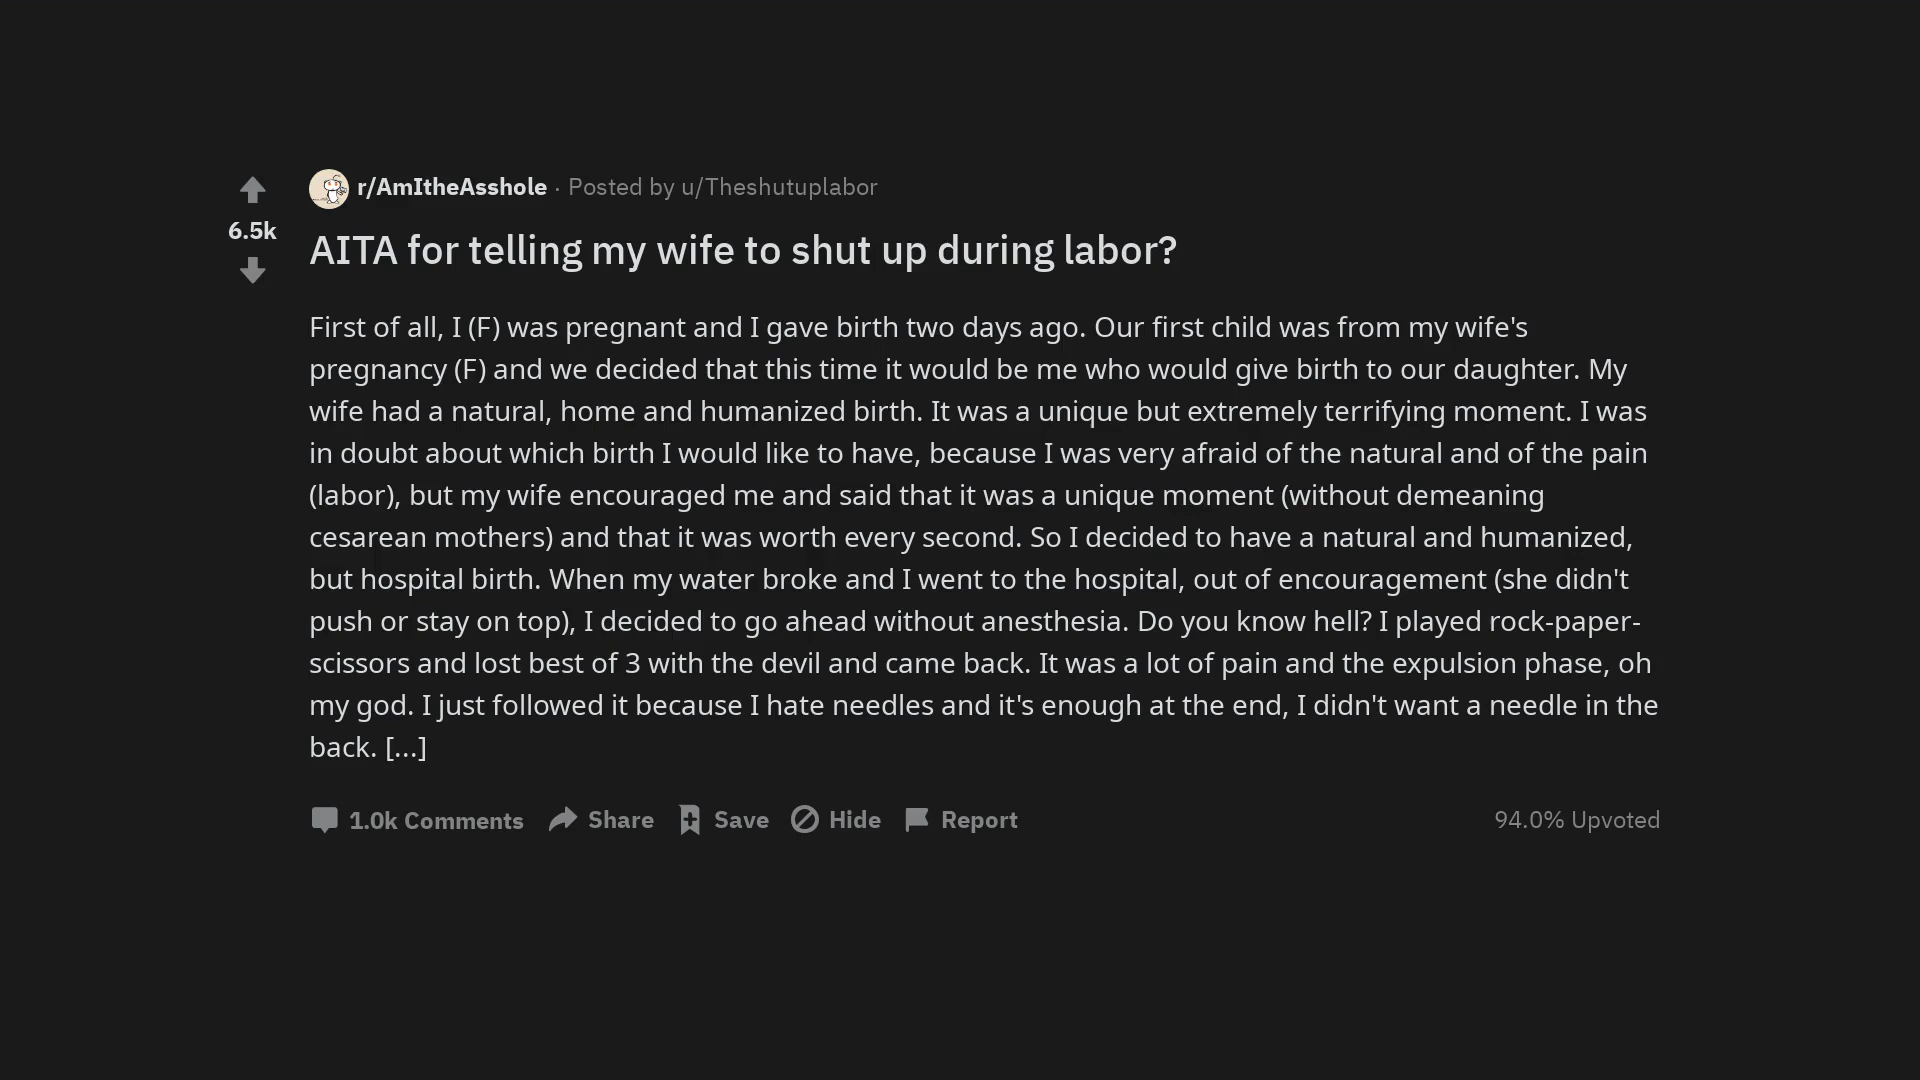 r/AmItheAsshole · Posted by u/Theshutuplabor
6.5k
AITA for telling my wife to shut up during labor?
First of all, I (F) was pregnant and I gave birth two days ago. Our first child was from my wife's
pregnancy (F) and we decided that this time it would be me who would give birth to our daughter. My
wife had a natural, home and humanized birth. It was a unique but extremely terrifying moment. I was
in doubt about which birth I would like to have, because I was very afraid of the natural and of the pain
(labor), but my wife encouraged me and said that it was a unique moment (without demeaning
cesarean mothers) and that it was worth every second. So I decided to have a natural and humanized,
but hospital birth. When my water broke and I went to the hospital, out of encouragement (she didn't
push or stay on top), I decided to go ahead without anesthesia. Do you know hell? I played rock-paper-
scissors and lost best of 3 with the devil and came back. It was a lot of pain and the expulsion phase, oh
my god. I just followed it because I hate needles and it's enough at the end, I didn't want a needle in the
back. [...]
1.0k Comments Share Save Hide Report 94.0% Upvoted